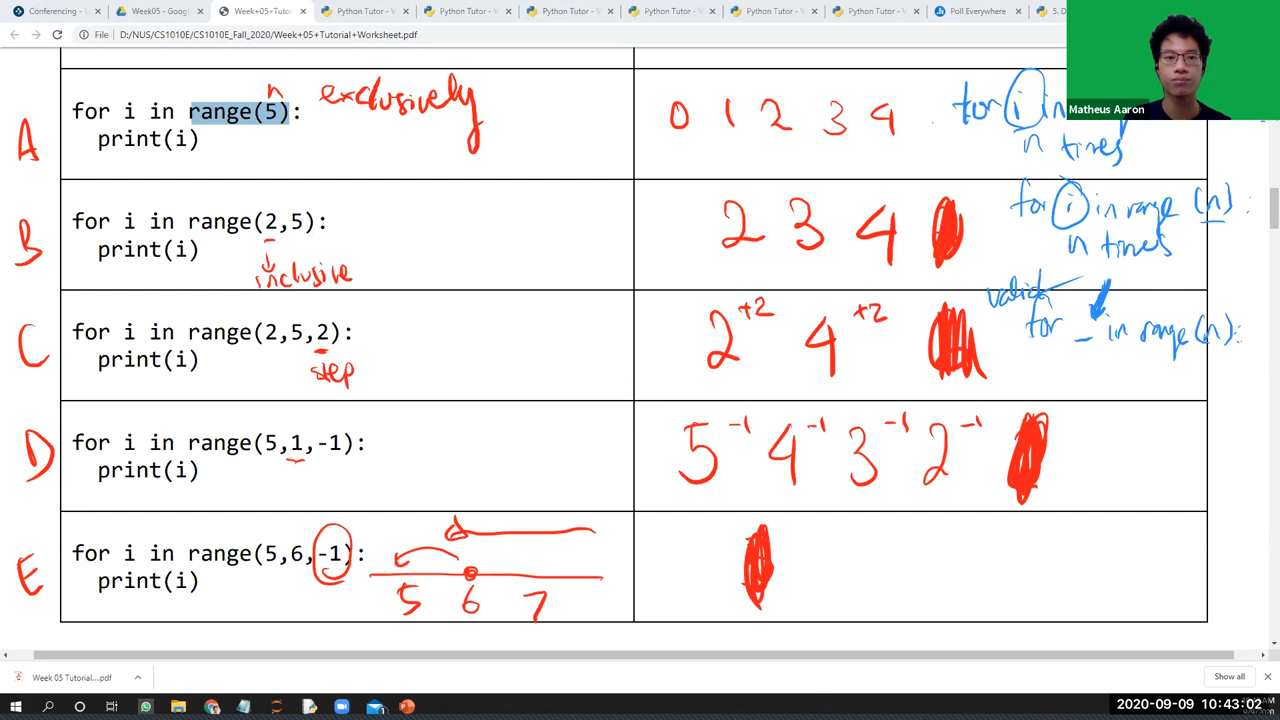 Conferencing - S
Week05 - Google
Week+05+Tutor
Python Tutor - V
Python Tutor - V
Python Tutor - V
Python Tutor - V
Python Tutor - V
Python Tutor - V
Poll Everywhere
5. D
File
D:/NUS/CS1010E/CS1010E_Fall_2020/Week+05+Tutorial+Worksheet.pdf
Matheus Aaron
A
for i in range(5):
print(i)
n
exclusively
0 1 2 3 4
for i in
n times
B
for i in range(2,5):
print(i)
inclusive
2 3 4
for i in range (n):
n times
C
for i in range(2,5,2):
print(i)
step
2 +2 4 +2
valid
for _ in range(n):
D
for i in range(5,1,-1):
print(i)
5 -1 4 -1 3 -1 2 -1
E
for i in range(5,6,-1):
print(i)
5 6 7
Week 05 Tutorial....pdf
Show all
2020-09-09 10:43:02